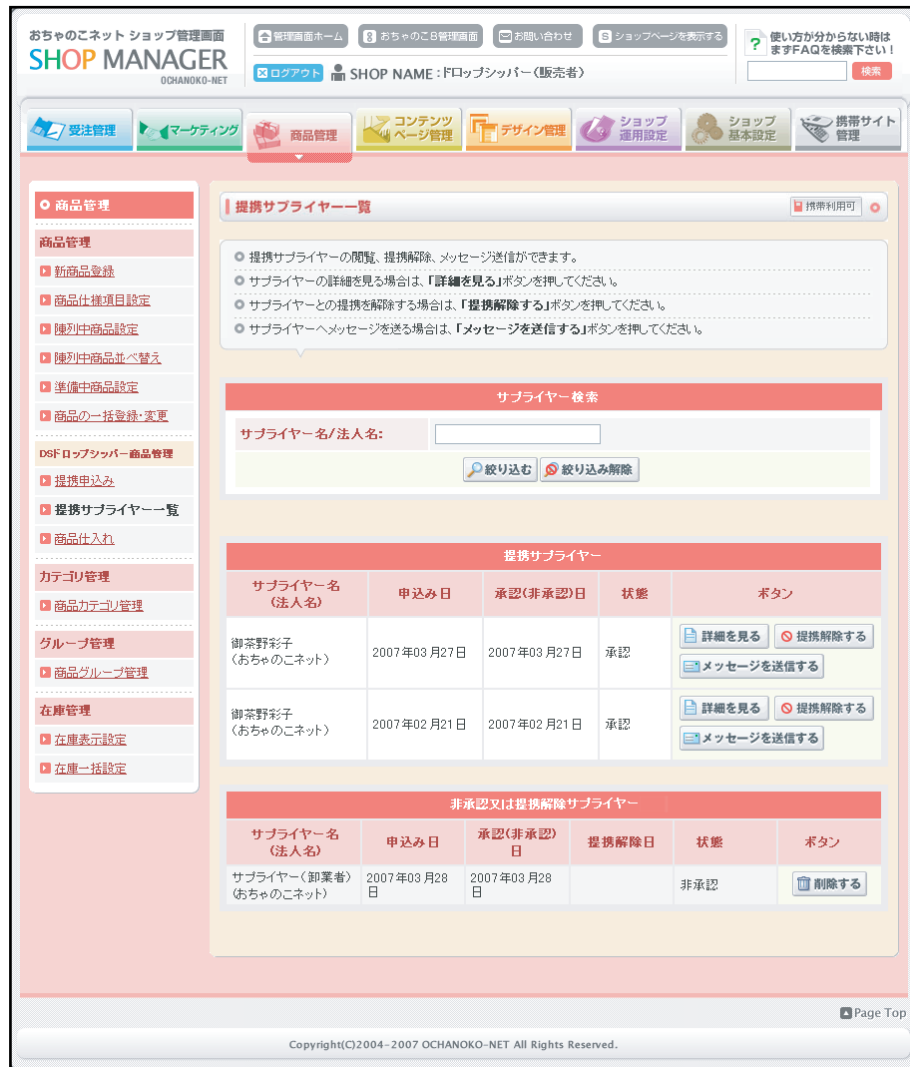 おちゃのこネット ショップ管理画面
SHOP MANAGER
OCHANOKO-NET
管理画面ホーム
おちゃのこB管理画面
お問い合わせ
S ショップページを表示する
ログアウト
SHOP NAME : ドロップシッパー（販売者）
? 使い方が分からない時は
まずFAQを検索下さい！
検索
受注管理
マーケティング
商品管理
コンテンツ
ページ管理
デザイン管理
ショップ
運用設定
ショップ
基本設定
携帯サイト
管理
商品管理
商品管理
新商品登録
商品仕様項目設定
陳列中商品設定
陳列中商品並べ替え
準備中商品設定
商品の一括登録・変更
DSドロップシッパー商品管理
提携申込み
提携サプライヤー一覧
商品仕入れ
カテゴリ管理
商品カテゴリ管理
グループ管理
商品グループ管理
在庫管理
在庫表示設定
在庫一括設定
提携サプライヤー一覧
携帯利用可
提携サプライヤーの閲覧、提携解除、メッセージ送信ができます。
サプライヤーの詳細を見る場合は、「詳細を見る」ボタンを押してください。
サプライヤーとの提携を解除する場合は、「提携解除する」ボタンを押してください。
サプライヤーへメッセージを送る場合は、「メッセージを送信する」ボタンを押してください。
サプライヤー検索
サプライヤー名/法人名:
絞り込む 絞り込み解除
提携サプライヤー
サプライヤー名
(法人名)
申込み日
承認(非承認)日
状態
ボタン
御茶野彩子
（おちゃのこネット）
2007年03月27日
2007年03月27日
承認
詳細を見る 提携解除する
メッセージを送信する
御茶野彩子
（おちゃのこネット）
2007年02月21日
2007年02月21日
承認
詳細を見る 提携解除する
メッセージを送信する
非承認又は提携解除サプライヤー
サプライヤー名
(法人名)
申込み日
承認(非承認)
日
提携解除日
状態
ボタン
サプライヤー（卸業者）
(おちゃのこネット)
2007年03月28
日
2007年03月28
日
非承認
削除する
Page Top
Copyright(C)2004-2007 OCHANOKO-NET All Rights Reserved.